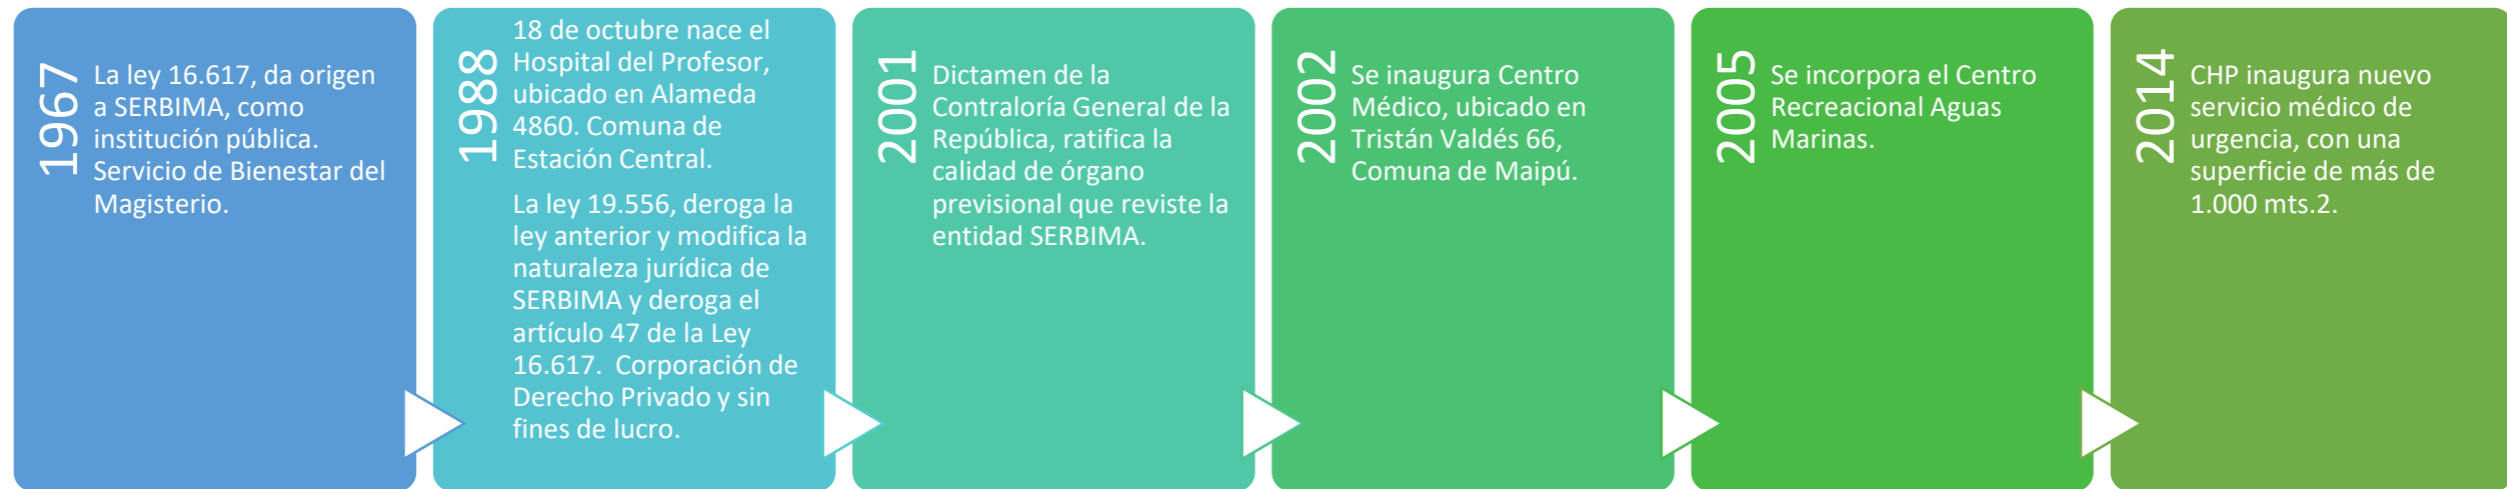 1967
La ley 16.617, da origen
a SERBIMA, como
institución pública.
Servicio de Bienestar del
Magisterio.
1988
18 de octubre nace el
Hospital del Profesor,
ubicado en Alameda
4860. Comuna de
Estación Central.
La ley 19.556, deroga la
ley anterior y modifica la
naturaleza jurídica de
SERBIMA y deroga el
artículo 47 de la Ley
16.617.  Corporación de
Derecho Privado y sin
fines de lucro.
2001
Dictamen de la
Contraloría General de la
República, ratifica la
calidad de órgano
previsional que reviste la
entidad SERBIMA.
2002
Se inaugura Centro
Médico, ubicado en
Tristán Valdés 66,
Comuna de Maipú.
2005
Se incorpora el Centro
Recreacional Aguas
Marinas.
2014
CHP inaugura nuevo
servicio médico de
urgencia, con una
superficie de más de
1.000 mts.2.